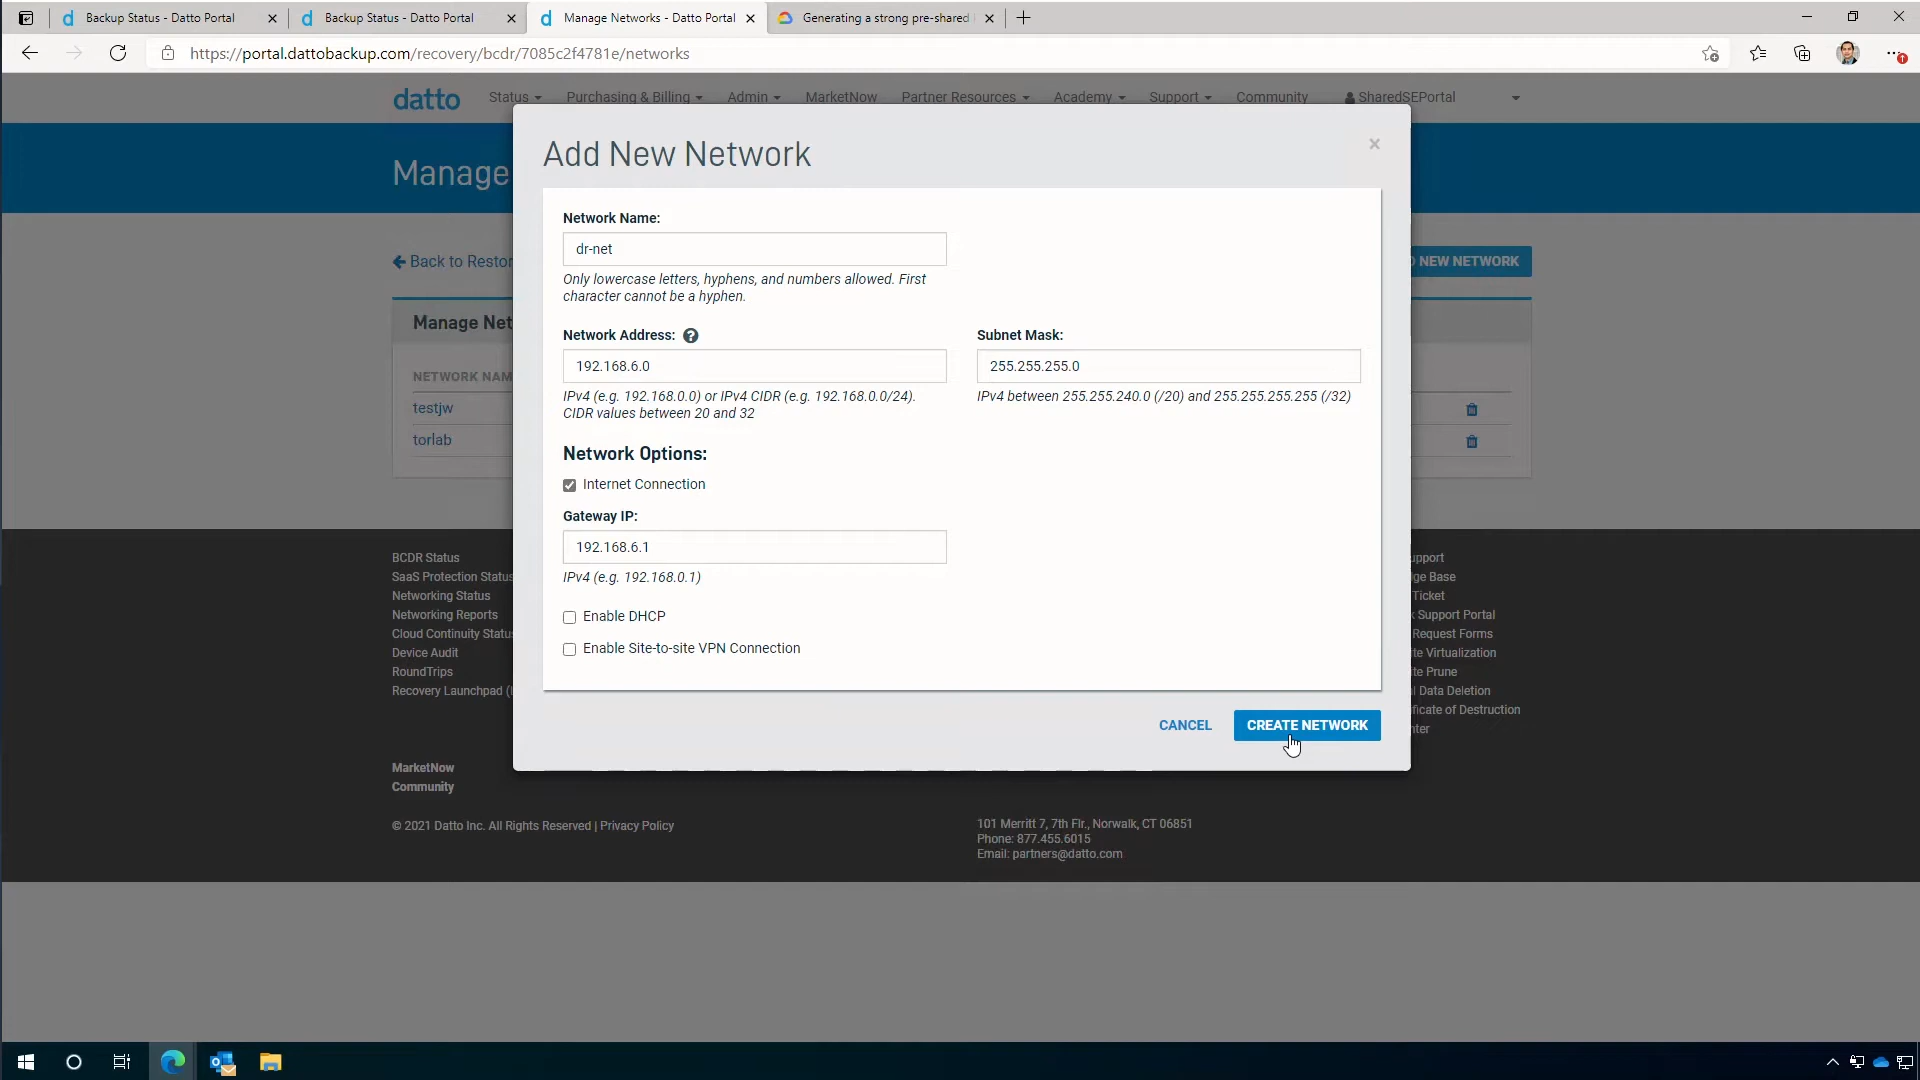 Backup Status - Datto Portal
Backup Status - Datto Portal
Manage Networks - Datto Portal
Generating a strong pre-shared
https://portal.dattobackup.com/recovery/bcdr/7085c2f4781e/networks
datto
Status
Purchasing & Billing
Admin
MarketNow
Partner Resources
Academy
Support
Community
SharedSEPortal
Manage
Back to Restor
NEW NETWORK
Manage Net
NETWORK NAM
testjw
torlab
Add New Network
Network Name:
dr-net
Only lowercase letters, hyphens, and numbers allowed. First
character cannot be a hyphen.
Network Address:
192.168.6.0
IPv4 (e.g. 192.168.0.0) or IPv4 CIDR (e.g. 192.168.0.0/24).
CIDR values between 20 and 32
Subnet Mask:
255.255.255.0
IPv4 between 255.255.240.0 (/20) and 255.255.255.255 (/32)
Network Options:
Internet Connection
Gateway IP:
192.168.6.1
IPv4 (e.g. 192.168.0.1)
Enable DHCP
Enable Site-to-site VPN Connection
CANCEL
CREATE NETWORK
BCDR Status
SaaS Protection Status
Networking Status
Networking Reports
Cloud Continuity Status
Device Audit
RoundTrips
Recovery Launchpad (
upport
ge Base
Ticket
Support Portal
Request Forms
te Virtualization
te Prune
l Data Deletion
ificate of Destruction
nter
MarketNow
Community
© 2021 Datto Inc. All Rights Reserved | Privacy Policy
101 Merritt 7, 7th Flr., Norwalk, CT 06851
Phone: 877.455.6015
Email: partners@datto.com